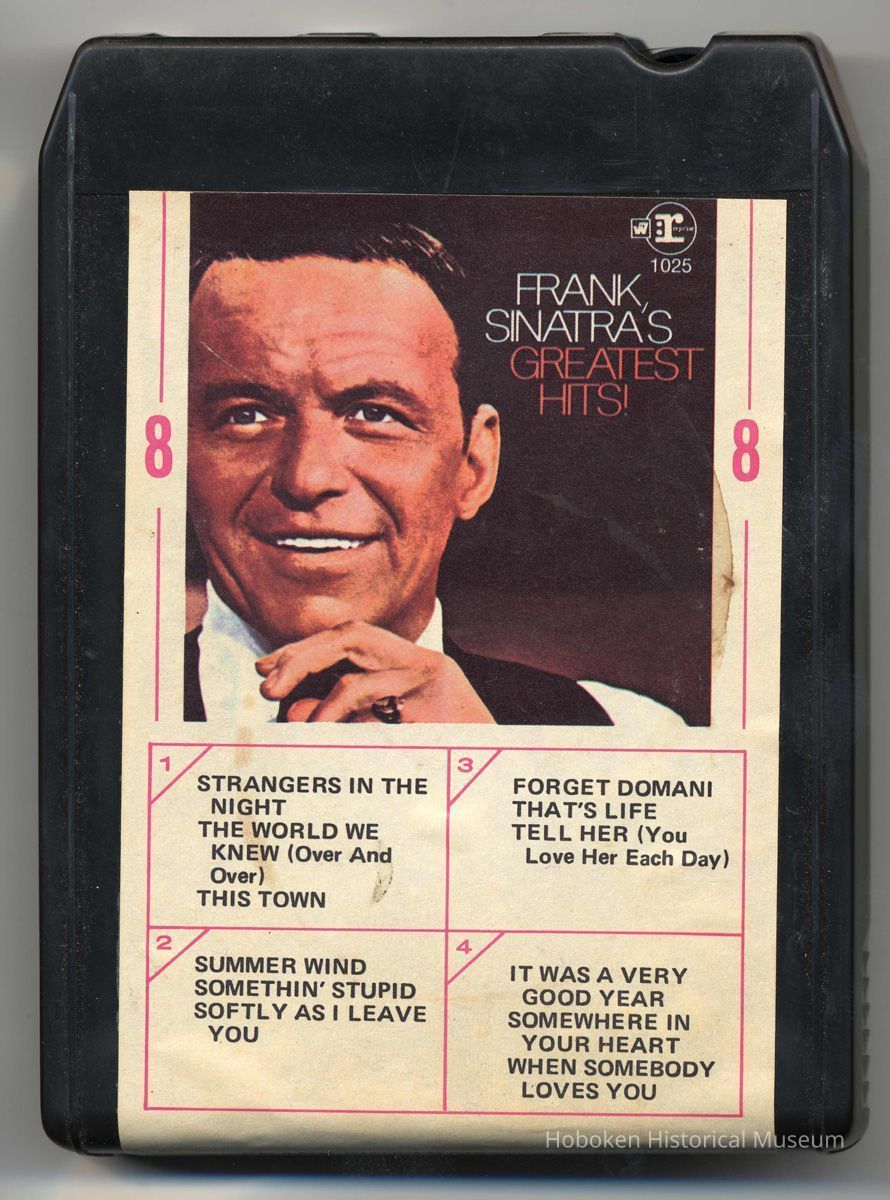 W
r
reprise
1025
FRANK
SINATRA'S
GREATEST
HITS!
8
8
1
STRANGERS IN THE
NIGHT
THE WORLD WE
KNEW (Over And
Over)
THIS TOWN
2
SUMMER WIND
SOMETHIN' STUPID
SOFTLY AS I LEAVE
YOU
3
FORGET DOMANI
THAT'S LIFE
TELL HER (You
Love Her Each Day)
4
IT WAS A VERY
GOOD YEAR
SOMEWHERE IN
YOUR HEART
WHEN SOMEBODY
LOVES YOU
Hoboken Historical Museum